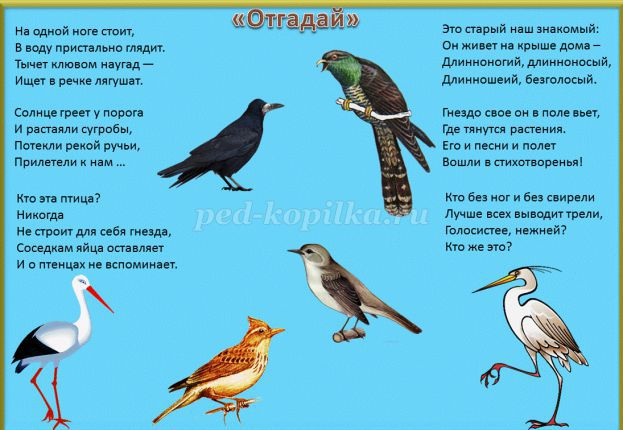 «Отгадай»
На одной ноге стоит,
В воду пристально глядит.
Тычет клювом наугад —
Ищет в речке лягушат.
Солнце греет у порога
И растаяли сугробы,
Потекли рекой ручьи,
Прилетели к нам ...
Кто эта птица?
Никогда
Не строит для себя гнезда,
Соседкам яйца оставляет
И о птенцах не вспоминает.
Это старый наш знакомый:
Он живет на крыше дома –
Длинноногий, длинноносый,
Длинношеий, безголосый.
Гнездо свое он в поле вьет,
Где тянутся растения.
Его и песни и полет
Вошли в стихотворенья!
Кто без нот и без свирели
Лучше всех выводит трели,
Голосистее, нежней?
Кто же это?
ped-kopilka.ru